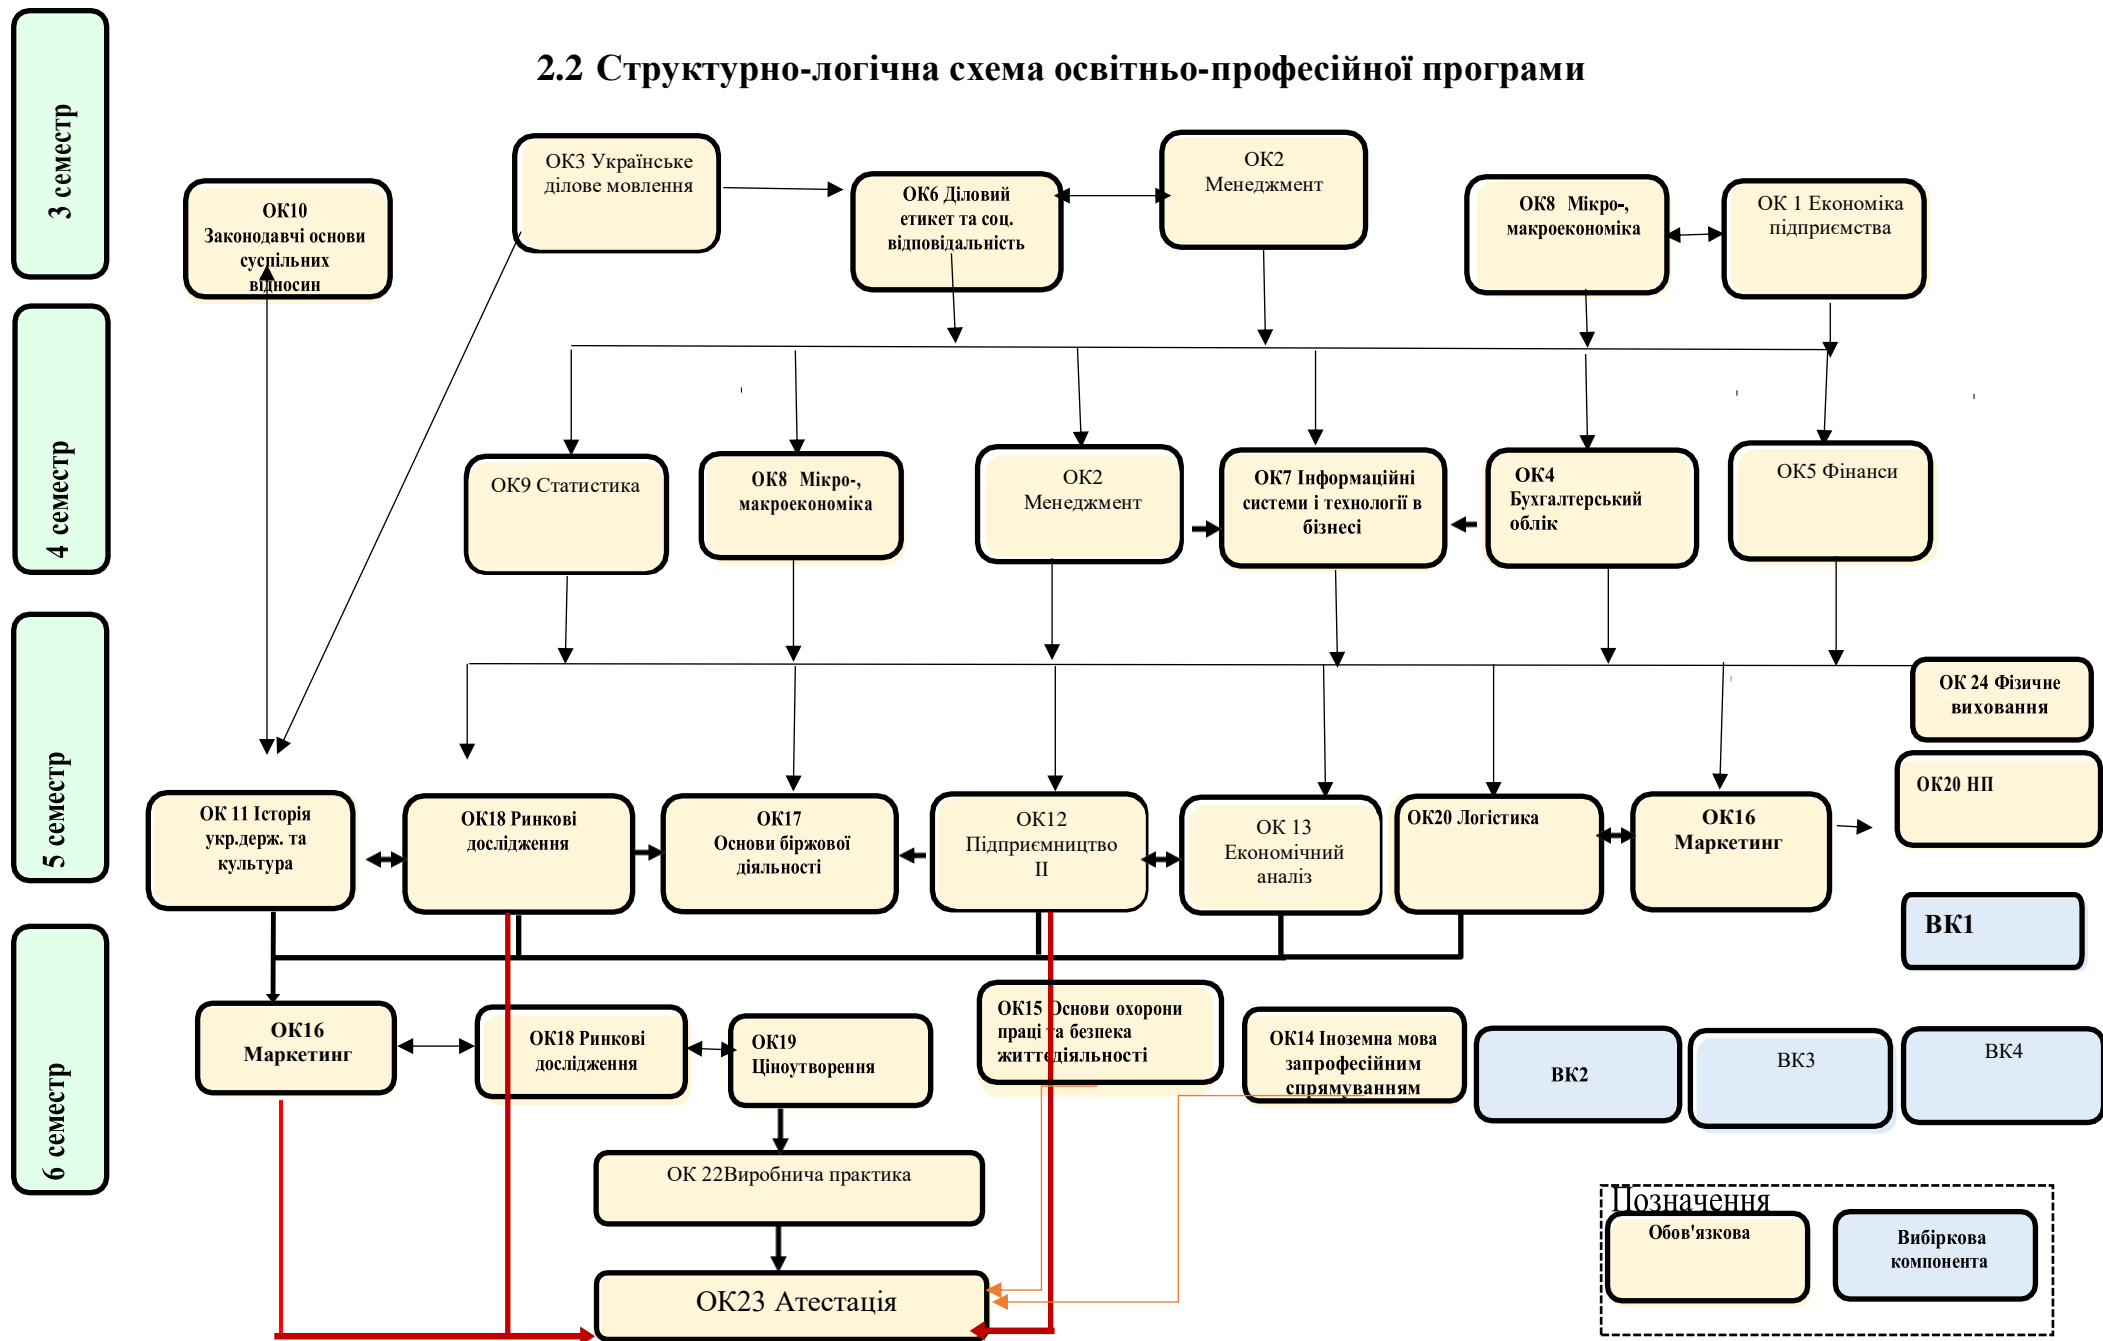 2.2 Структурно-логічна схема освітньо-професійної програми
3 семестр
ОК10
Законодавчі основи
суспільних
відносин
ОК3 Українське
ділове мовлення
ОК6 Діловий
етикет та соц.
відповідальність
ОК2
Менеджмент
ОК8 Мікро-,
макроекономіка
ОК 1 Економіка
підприємства
4 семестр
ОК9 Статистика
ОК8 Мікро-,
макроекономіка
ОК2
Менеджмент
ОК7 Інформаційні
системи і технології в
бізнесі
ОК4
Бухгалтерський
облік
ОК5 Фінанси
5 семестр
ОК 24 Фізичне
виховання
ОК20 НП
ОК 11 Історія
укр.держ. та
культура
ОК18 Ринкові
дослідження
ОК17
Основи біржової
діяльності
ОК12
Підприємництво
ІІ
ОК 13
Економічний
аналіз
ОК20 Логістика
ОК16
Маркетинг
ВК1
6 семестр
ОК16
Маркетинг
ОК18 Ринкові
дослідження
ОК19
Ціноутворення
ОК15 Основи охорони
праці та безпека
життєдіяльності
ОК14 Іноземна мова
запрофесійним
спрямуванням
ВК2
ВК3
ВК4
ОК 22Виробнича практика
ОК23 Атестація
Позначення
Обов'язкова
Вибіркова
компонента